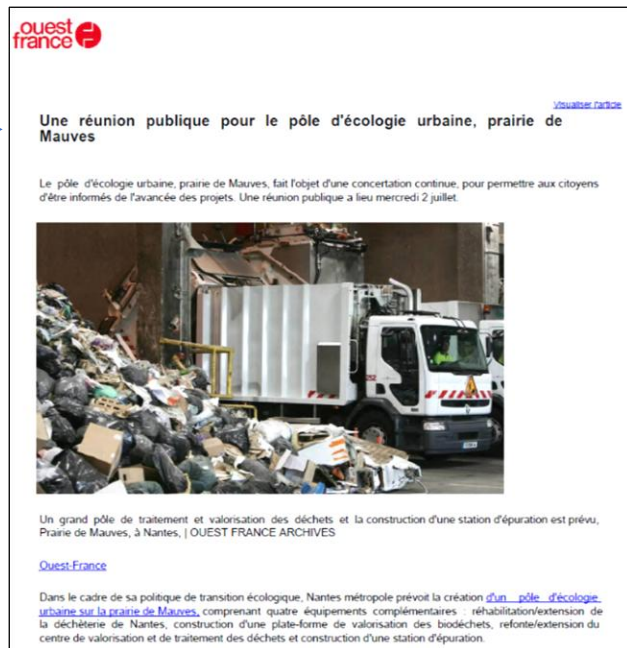 ouest
france
Visualiser l'article
Une réunion publique pour le pôle d'écologie urbaine, prairie de
Mauves
Le pôle d'écologie urbaine, prairie de Mauves, fait l'objet d'une concertation continue, pour permettre aux citoyens
d'être informés de l'avancée des projets. Une réunion publique a lieu mercredi 2 juillet.
252
Un grand pôle de traitement et valorisation des déchets et la construction d'une station d'épuration est prévu,
Prairie de Mauves, à Nantes, | OUEST FRANCE ARCHIVES
Ouest-France
Dans le cadre de sa politique de transition écologique, Nantes métropole prévoit la création d'un pôle d'écologie
urbaine sur la prairie de Mauves, comprenant quatre équipements complémentaires : réhabilitation/extension de
la déchèterie de Nantes, construction d'une plate-forme de valorisation des biodéchets, refonte/extension du
centre de valorisation et de traitement des déchets et construction d'une station d'épuration.